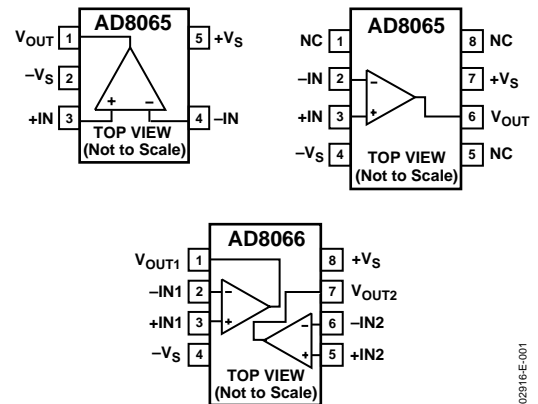 AD8065
VOUT 1
5 +VS
–VS 2
+IN 3
4 –IN
+ –
TOP VIEW
(Not to Scale)
AD8065
NC 1
8 NC
–IN 2
7 +VS
+IN 3
6 VOUT
–VS 4
5 NC
–
+
TOP VIEW
(Not to Scale)
AD8066
VOUT1 1
8 +VS
–IN1 2
7 VOUT2
+IN1 3
6 –IN2
–VS 4
5 +IN2
–
+
–
+
TOP VIEW
(Not to Scale)
02916-E-001